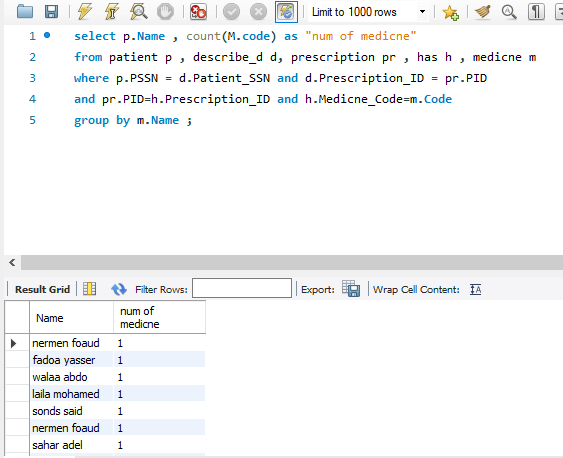 Limit to 1000 rows
1 select p.Name , count(M.code) as "num of medicne"
2 from patient p , describe_d d, prescription pr , has h , medicne m
3 where p.PSSN = d.Patient_SSN and d.Prescription_ID = pr.PID
4 and pr.PID=h.Prescription_ID and h.Medicne_Code=m.Code
5 group by m.Name ;
Result Grid Filter Rows: Export: Wrap Cell Content:
Name num of
medicne
nermen foaud 1
fadoa yasser 1
walaa abdo 1
laila mohamed 1
sonds said 1
nermen foaud 1
sahar adel 1